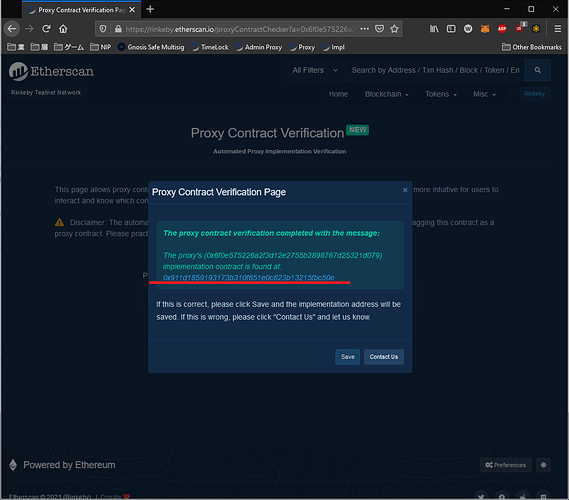 Proxy Contract Verification Pag
https://rinkeby.etherscan.io/proxyContractChecker?a=0x6f0e575226a
ゲーム NIP Gnosis Safe Multisig TimeLock Admin Proxy Proxy Impl Other Bookmarks
Etherscan
All Filters Search by Address / Txn Hash / Block / Token / En
Rinkeby Testnet Network
Home Blockchain Tokens Misc Rinkeby
Proxy Contract Verification NEW
Automated Proxy Implementation Verification
This page allows proxy contr more intuitive for users to
interact and know which con
Disclaimer: The automa agging this contract as a
proxy contract. Please pract
Proxy Contract Verification Page ×
The proxy contract verification completed with the message:
The proxy's (0x6f0e575226a2f3d12e2755b2898767d25321d079)
implementation contract is found at:
0x911d1859193173b310f651e0c823b13215fbc50e
If this is correct, please click Save and the implementation address will be
saved. If this is wrong, please click "Contact Us" and let us know.
Save Contact Us
Powered by Ethereum Preferences
Etherscan © 2021 (Rinkeby) | Donate